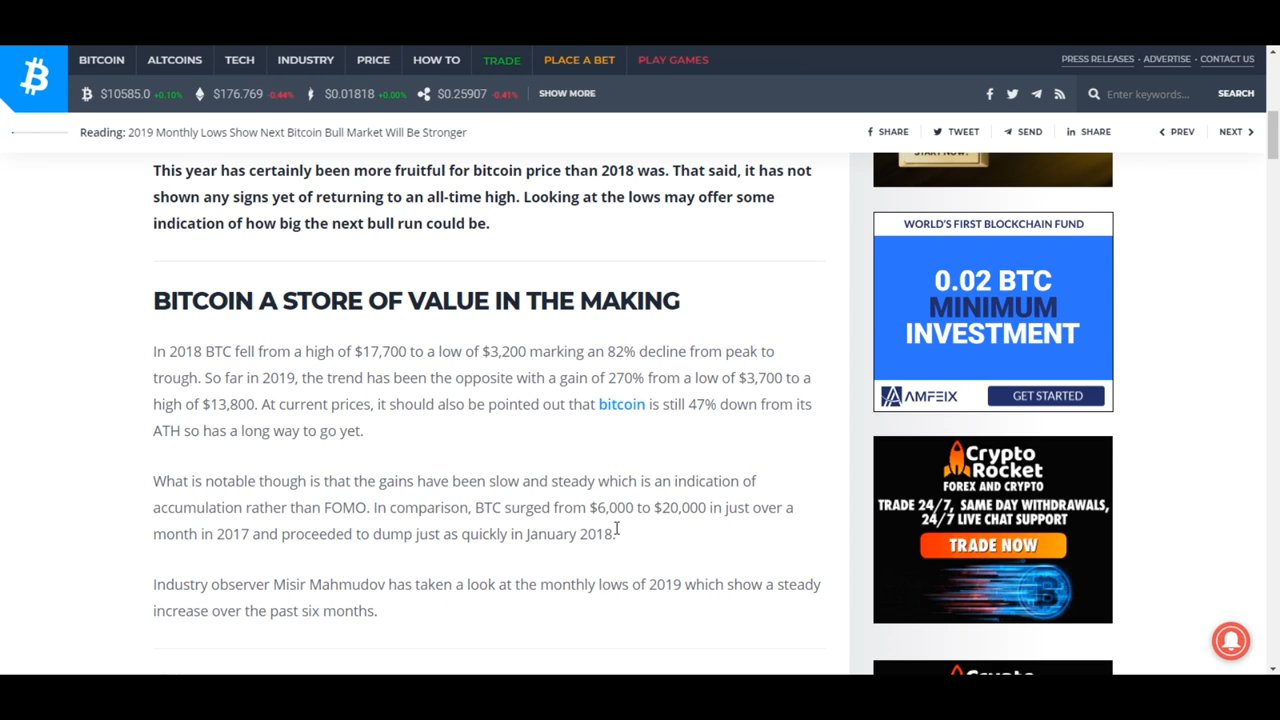 BITCOIN ALTCOINS TECH INDUSTRY PRICE HOW TO TRADE PLACE A BET PLAY GAMES PRESS RELEASES - ADVERTISE - CONTACT US
$10585.0 +0.10% $176.769 -0.44% $0.01818 +0.00% $0.25907 -0.41% SHOW MORE Enter keywords... SEARCH
Reading: 2019 Monthly Lows Show Next Bitcoin Bull Market Will Be Stronger SHARE TWEET SEND SHARE PREV NEXT
This year has certainly been more fruitful for bitcoin price than 2018 was. That said, it has not
shown any signs yet of returning to an all-time high. Looking at the lows may offer some
indication of how big the next bull run could be.
BITCOIN A STORE OF VALUE IN THE MAKING
In 2018 BTC fell from a high of $17,700 to a low of $3,200 marking an 82% decline from peak to
trough. So far in 2019, the trend has been the opposite with a gain of 270% from a low of $3,700 to a
high of $13,800. At current prices, it should also be pointed out that bitcoin is still 47% down from its
ATH so has a long way to go yet.
What is notable though is that the gains have been slow and steady which is an indication of
accumulation rather than FOMO. In comparison, BTC surged from $6,000 to $20,000 in just over a
month in 2017 and proceeded to dump just as quickly in January 2018.
Industry observer Misir Mahmudov has taken a look at the monthly lows of 2019 which show a steady
increase over the past six months.
WORLD'S FIRST BLOCKCHAIN FUND
0.02 BTC
MINIMUM
INVESTMENT
AMFEIX GET STARTED
Crypto
Rocket
FOREX AND CRYPTO
TRADE 24/7, SAME DAY WITHDRAWALS,
24/7 LIVE CHAT SUPPORT
TRADE NOW